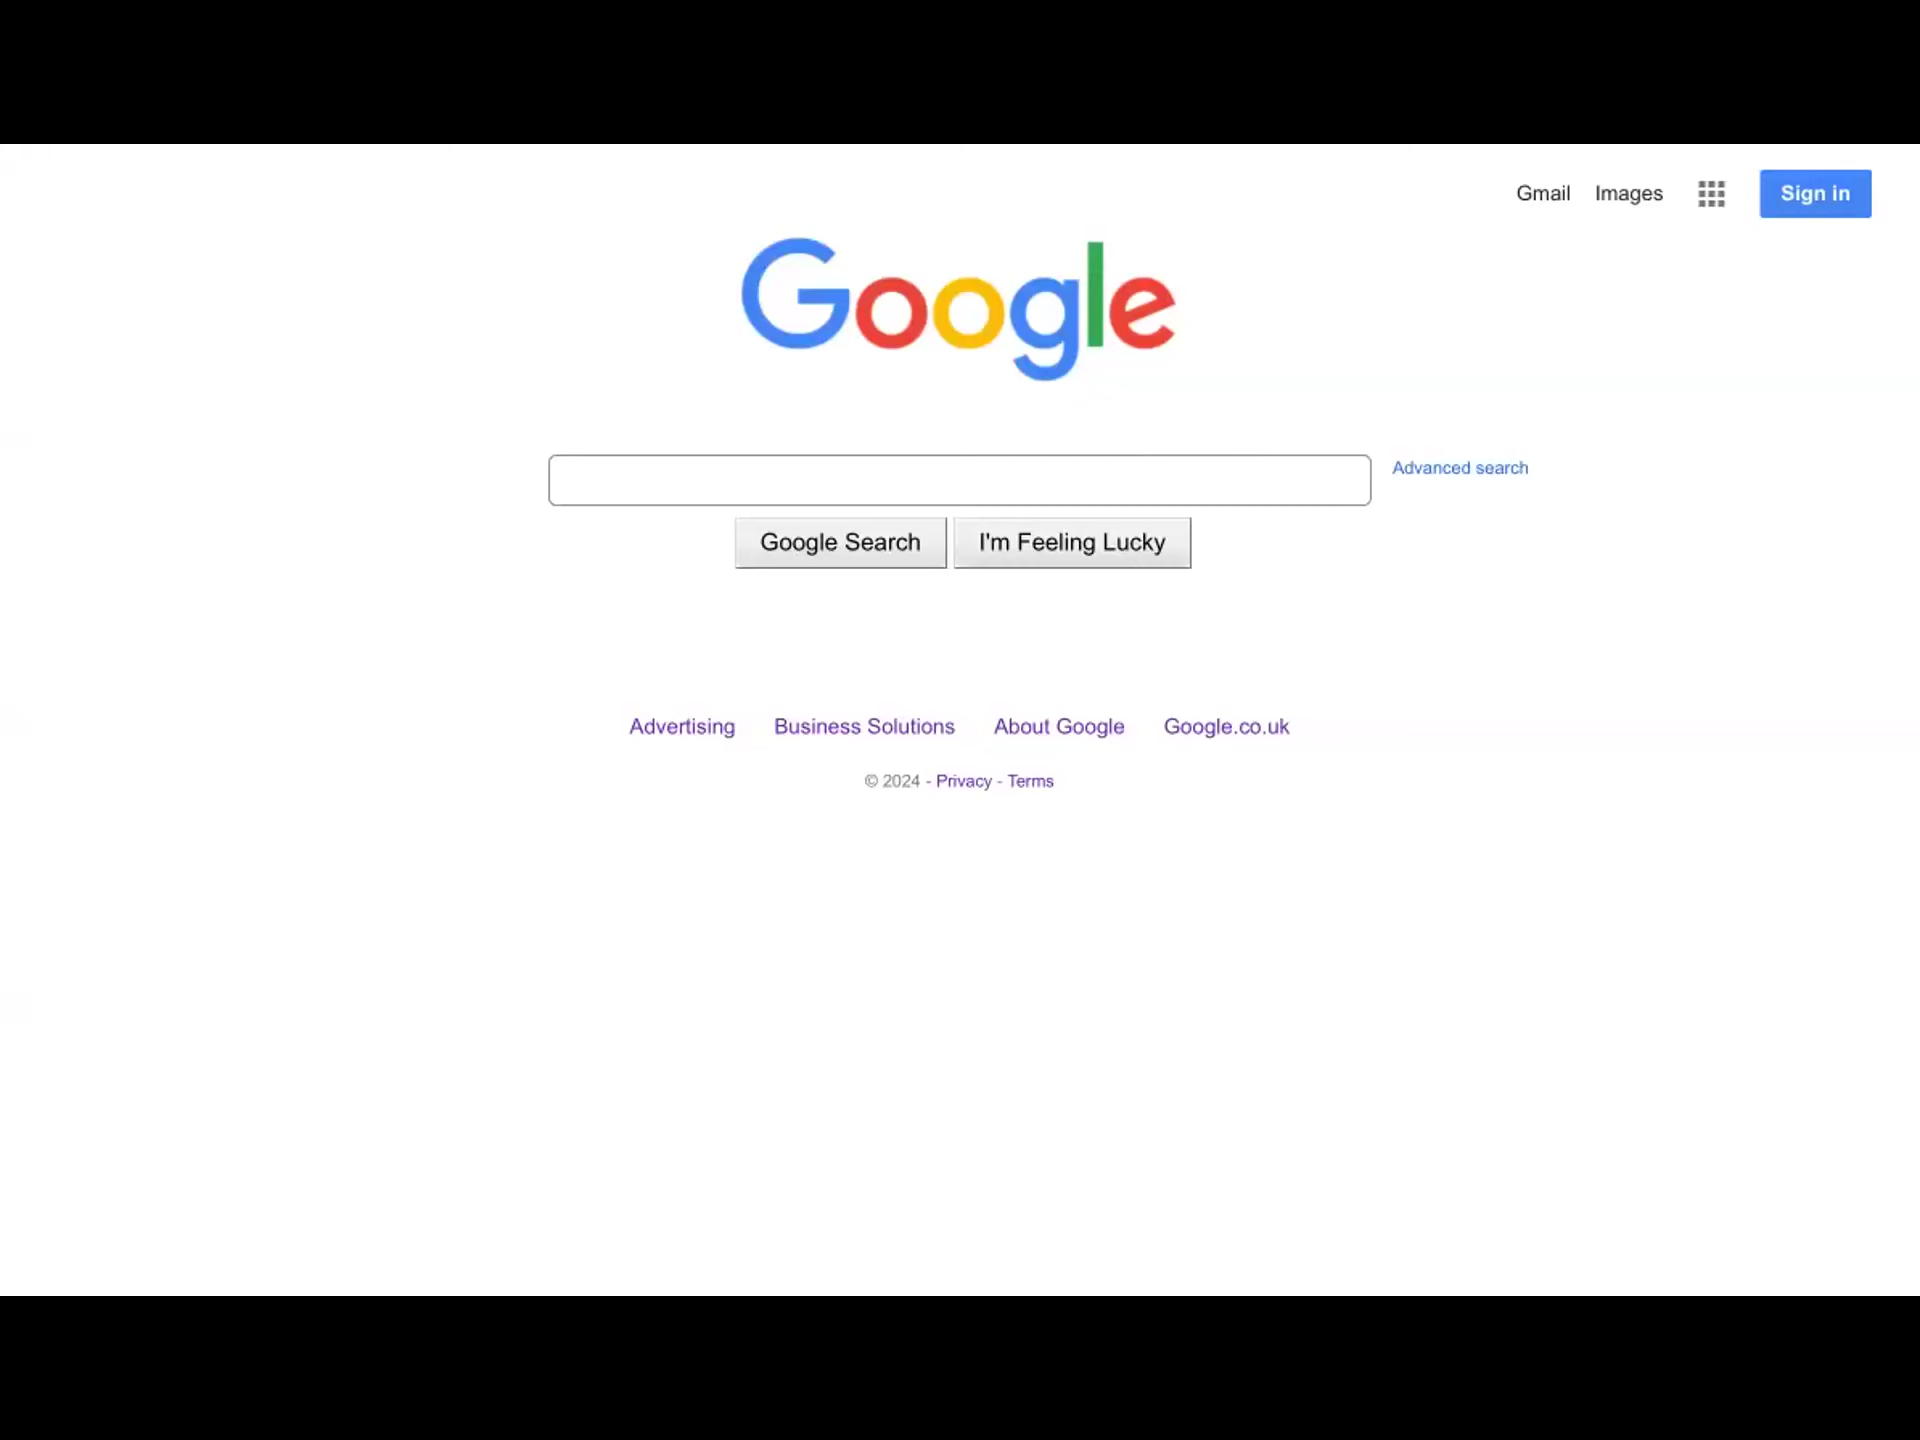 Gmail Images Sign in
Google
Advanced search
Google Search I'm Feeling Lucky
Advertising Business Solutions About Google Google.co.uk
© 2024 - Privacy - Terms